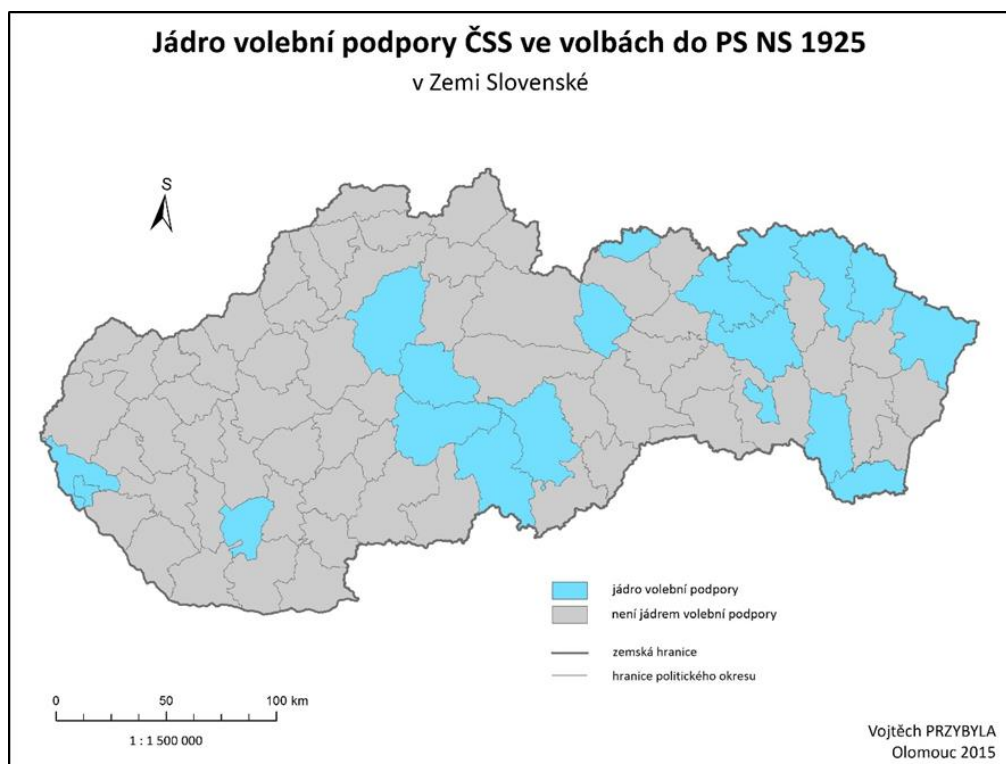 Jádro volební podpory ČSS ve volbách do PS NS 1925
v Zemi Slovenské
S
jádro volební podpory
není jádrem volební podpory
zemská hranice
hranice politického okresu
0 50 100 km
1 : 1 500 000
Vojtěch PRZYBYLA
Olomouc 2015